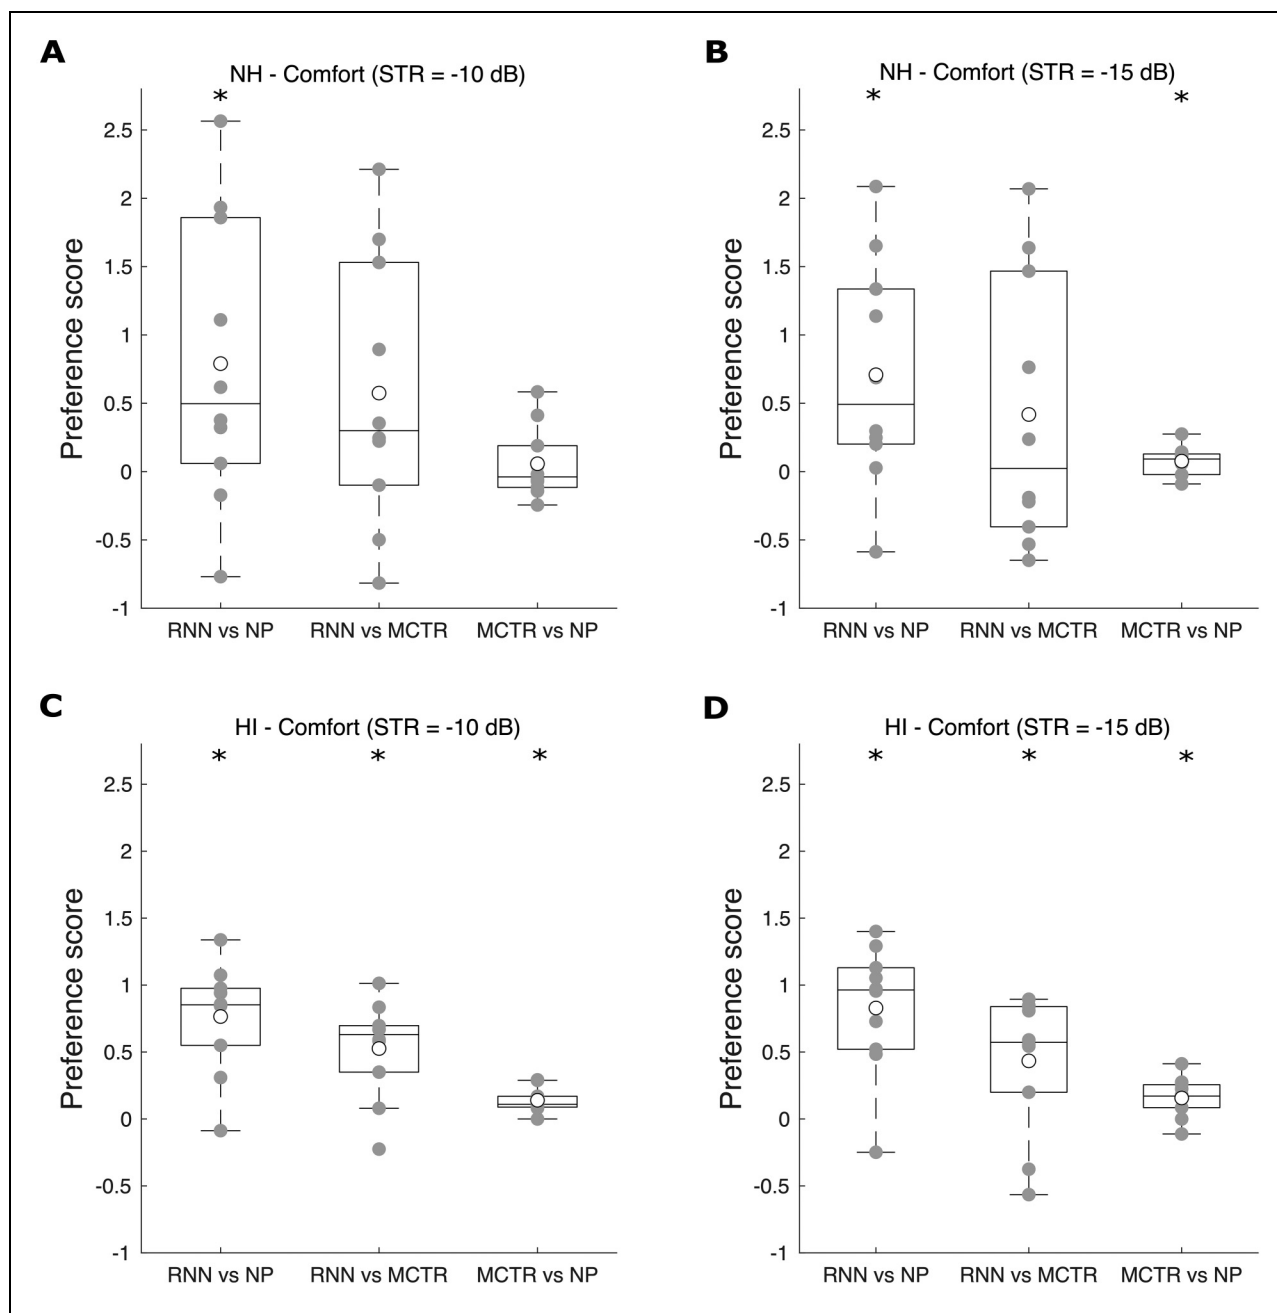 A
NH - Comfort (STR = -10 dB)
*
Preference score
2.5
2
1.5
1
0.5
0
-0.5
-1
RNN vs NP RNN vs MCTR MCTR vs NP
B
NH - Comfort (STR = -15 dB)
* *
Preference score
2.5
2
1.5
1
0.5
0
-0.5
-1
RNN vs NP RNN vs MCTR MCTR vs NP
C
HI - Comfort (STR = -10 dB)
* * *
Preference score
2.5
2
1.5
1
0.5
0
-0.5
-1
RNN vs NP RNN vs MCTR MCTR vs NP
D
HI - Comfort (STR = -15 dB)
* * *
Preference score
2.5
2
1.5
1
0.5
0
-0.5
-1
RNN vs NP RNN vs MCTR MCTR vs NP